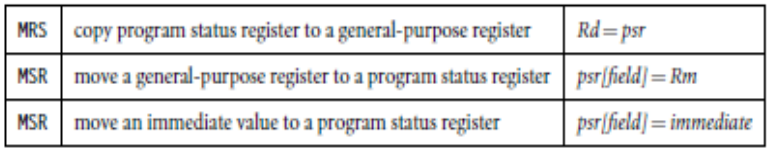 MRS copy program status register to a general-purpose register Rd = psr
MSR move a general-purpose register to a program status register psr[field] = Rm
MSR move an immediate value to a program status register psr[field] = immediate